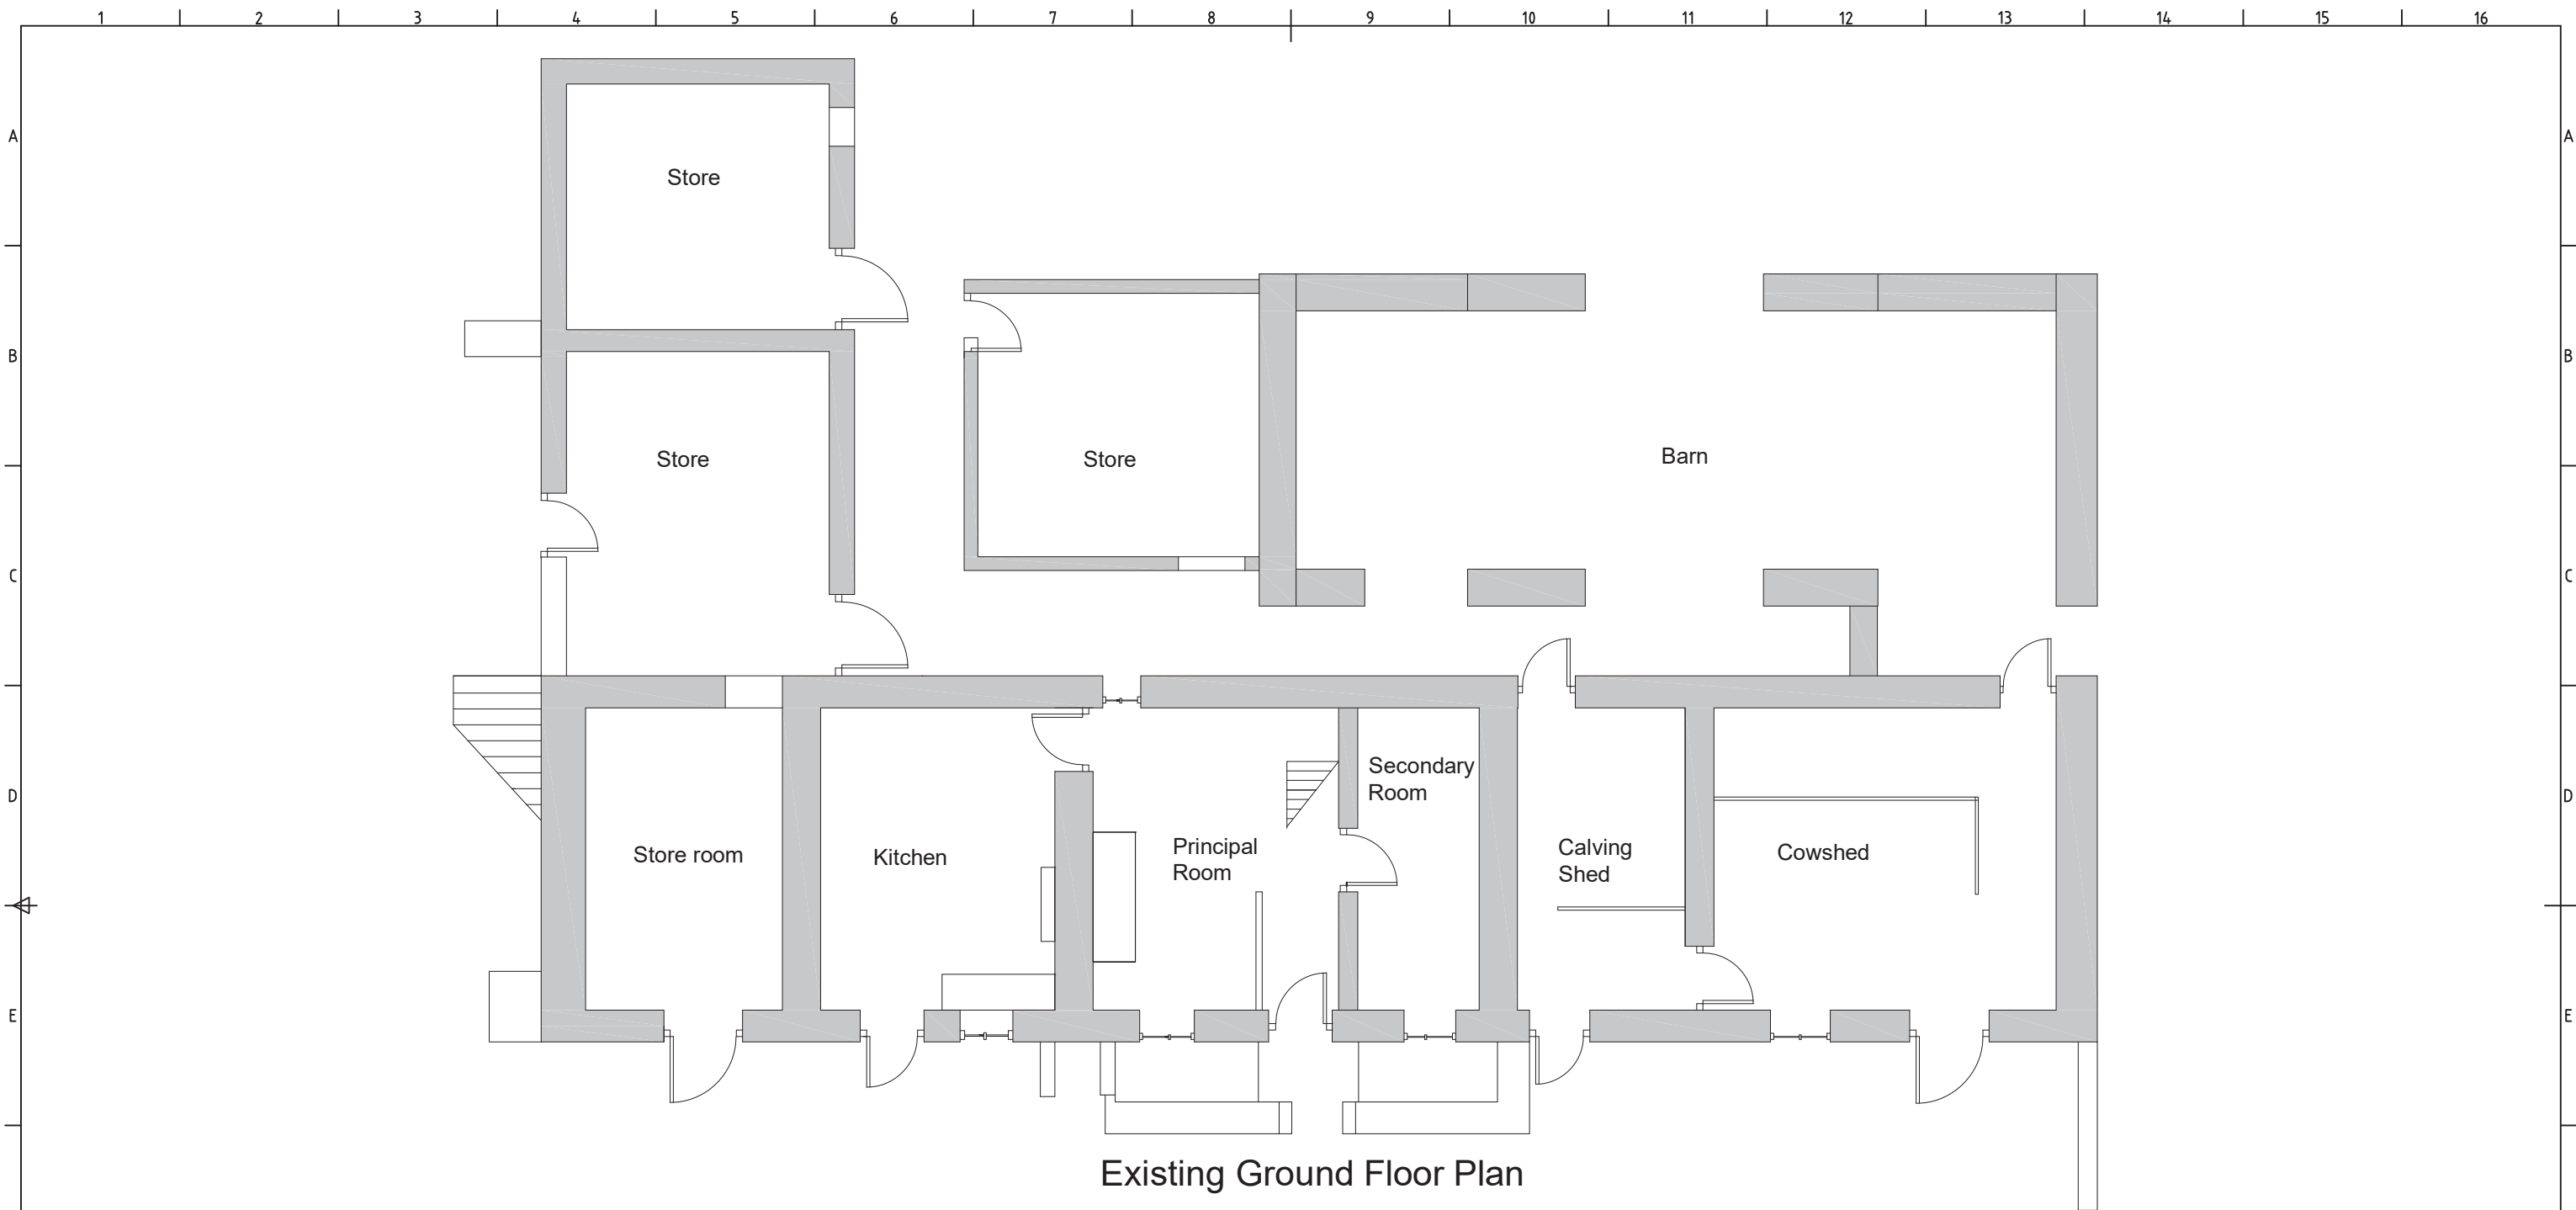 1 2 3 4 5 6 7 8 9 10 11 12 13 14 15 16
A A
Store
B B
Store
Store
Barn
C C
Secondary
Room
D D
Store room
Kitchen
Principal
Room
Calving
Shed
Cowshed
E E
Existing Ground Floor Plan